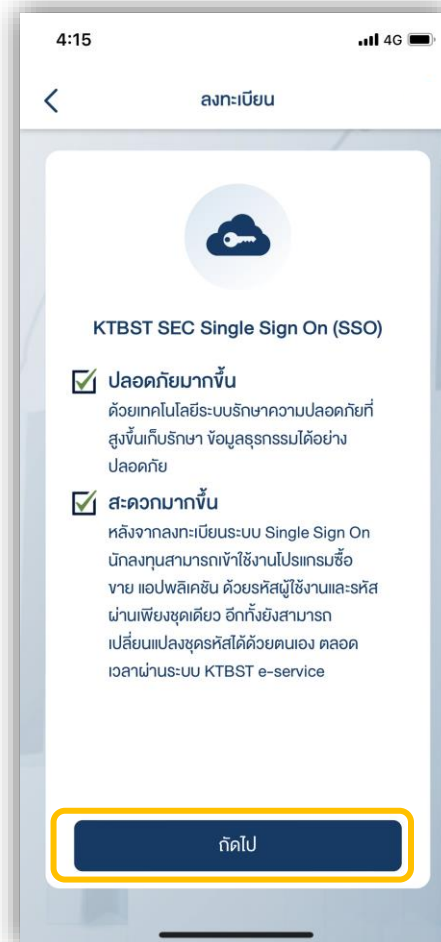 4:15
4G
ลงทะเบียน
KTBST SEC Single Sign On (SSO)
ปลอดภัยมากขึ้น
ด้วยเทคโนโลยีระบบรักษาความปลอดภัยที่
สูงขึ้นเก็บรักษา ข้อมูลธุรกรรมได้อย่าง
ปลอดภัย
สะดวกมากขึ้น
หลังจากลงทะเบียนระบบ Single Sign On
นักลงทุนสามารถเข้าใช้งานโปรแกรมซื้อ
ขาย แอปพลิเคชัน ด้วยรหัสผู้ใช้งานและรหัส
ผ่านเพียงชุดเดียว อีกทั้งยังสามารถ
เปลี่ยนแปลงชุดรหัสได้ด้วยตนเอง ตลอด
เวลาผ่านระบบ KTBST e-service
ถัดไป